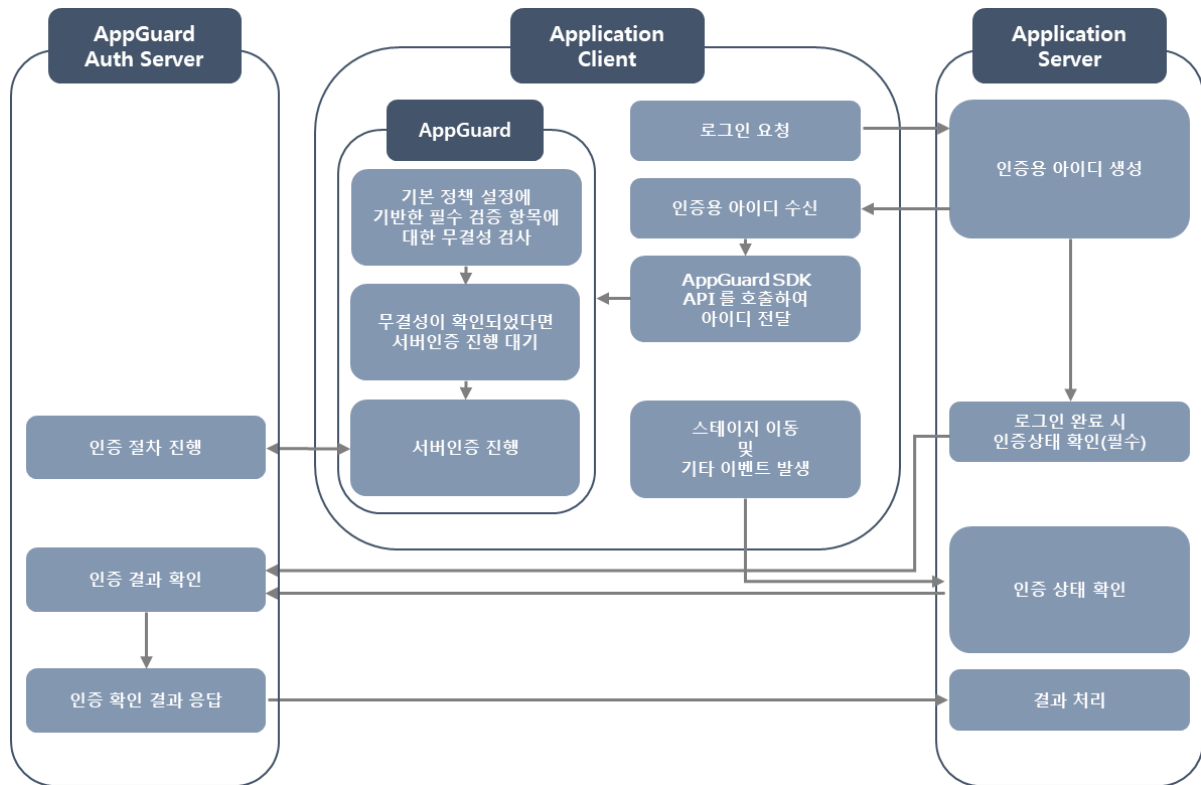 AppGuard
Auth Server
Application
Client
Application
Server
AppGuard
로그인 요청
인증용 아이디 생성
기본 정책 설정에
기반한 필수 검증 항목에
대한 무결성 검사
인증용 아이디 수신
AppGuard SDK
API 를 호출하여
아이디 전달
무결성이 확인되었다면
서버인증 진행 대기
인증 절차 진행
서버인증 진행
스테이지 이동
및
기타 이벤트 발생
로그인 완료 시
인증상태 확인(필수)
인증 결과 확인
인증 상태 확인
인증 확인 결과 응답
결과 처리